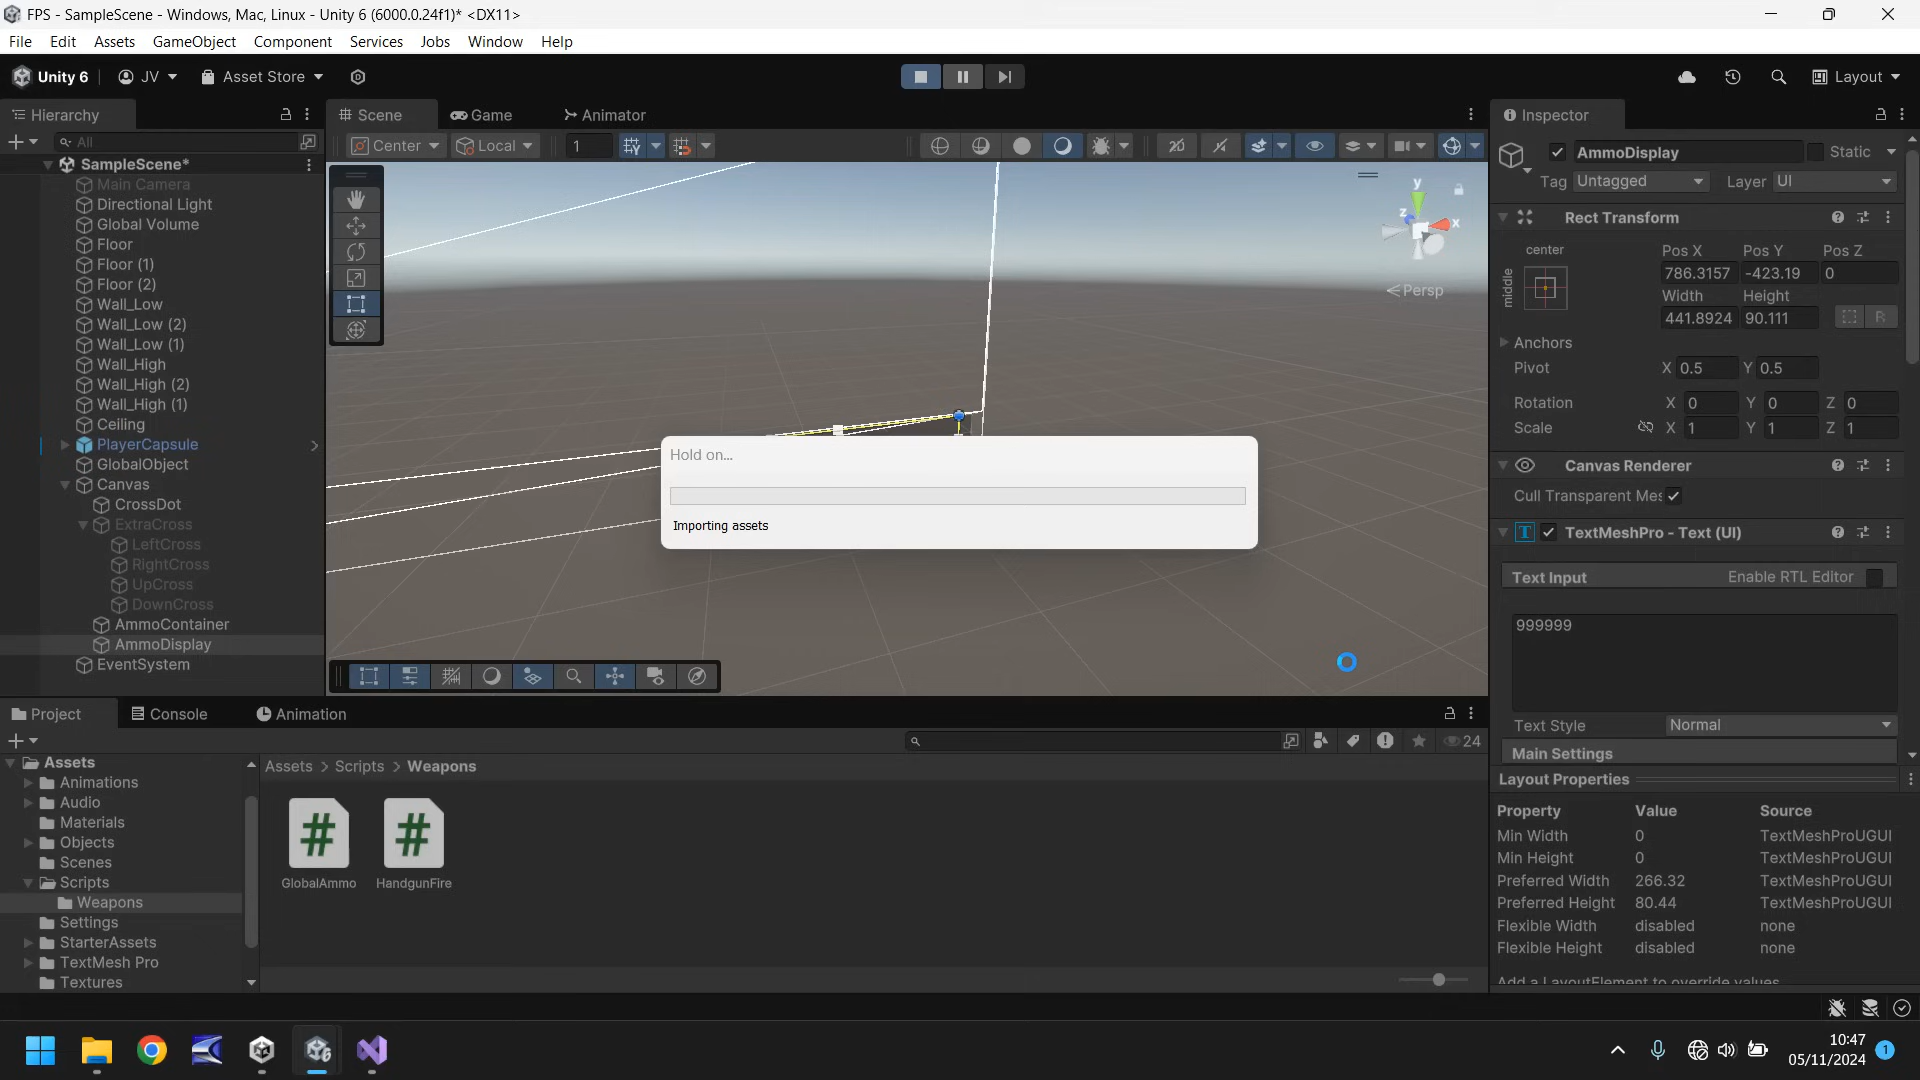 FPS - SampleScene - Windows, Mac, Linux - Unity 6 (6000.0.24f1)* <DX11>
File Edit Assets GameObject Component Services Jobs Window Help
Unity 6 JV Asset Store Layout
Hierarchy
All
SampleScene*
Main Camera
Directional Light
Global Volume
Floor
Floor (1)
Floor (2)
Wall_Low
Wall_Low (2)
Wall_Low (1)
Wall_High
Wall_High (2)
Wall_High (1)
Ceiling
PlayerCapsule
GlobalObject
Canvas
CrossDot
ExtraCross
LeftCross
RightCross
UpCross
DownCross
AmmoContainer
AmmoDisplay
EventSystem
Scene Game Animator
Center Local 1 2D
y
z x
Persp
Hold on...
Importing assets
Inspector
AmmoDisplay Static
Tag Untagged Layer UI
Rect Transform
center Pos X Pos Y Pos Z
middle 786.3157 -423.19 0
Width Height
441.8924 90.111 R
Anchors
Pivot X 0.5 Y 0.5
Rotation X 0 Y 0 Z 0
Scale X 1 Y 1 Z 1
Canvas Renderer
Cull Transparent Mes
TextMeshPro - Text (UI)
Text Input Enable RTL Editor
999999
Text Style Normal
Main Settings
Layout Properties
Property Value Source
Min Width 0 TextMeshProUGUI
Min Height 0 TextMeshProUGUI
Preferred Width 266.32 TextMeshProUGUI
Preferred Height 80.44 TextMeshProUGUI
Flexible Width disabled none
Flexible Height disabled none
Add a LayoutElement to override values
Project Console Animation
24
Assets
Animations
Audio
Materials
Objects
Scenes
Scripts
Weapons
Settings
StarterAssets
TextMesh Pro
Textures
Assets > Scripts > Weapons
# #
GlobalAmmo HandgunFire
10:47
05/11/2024 1